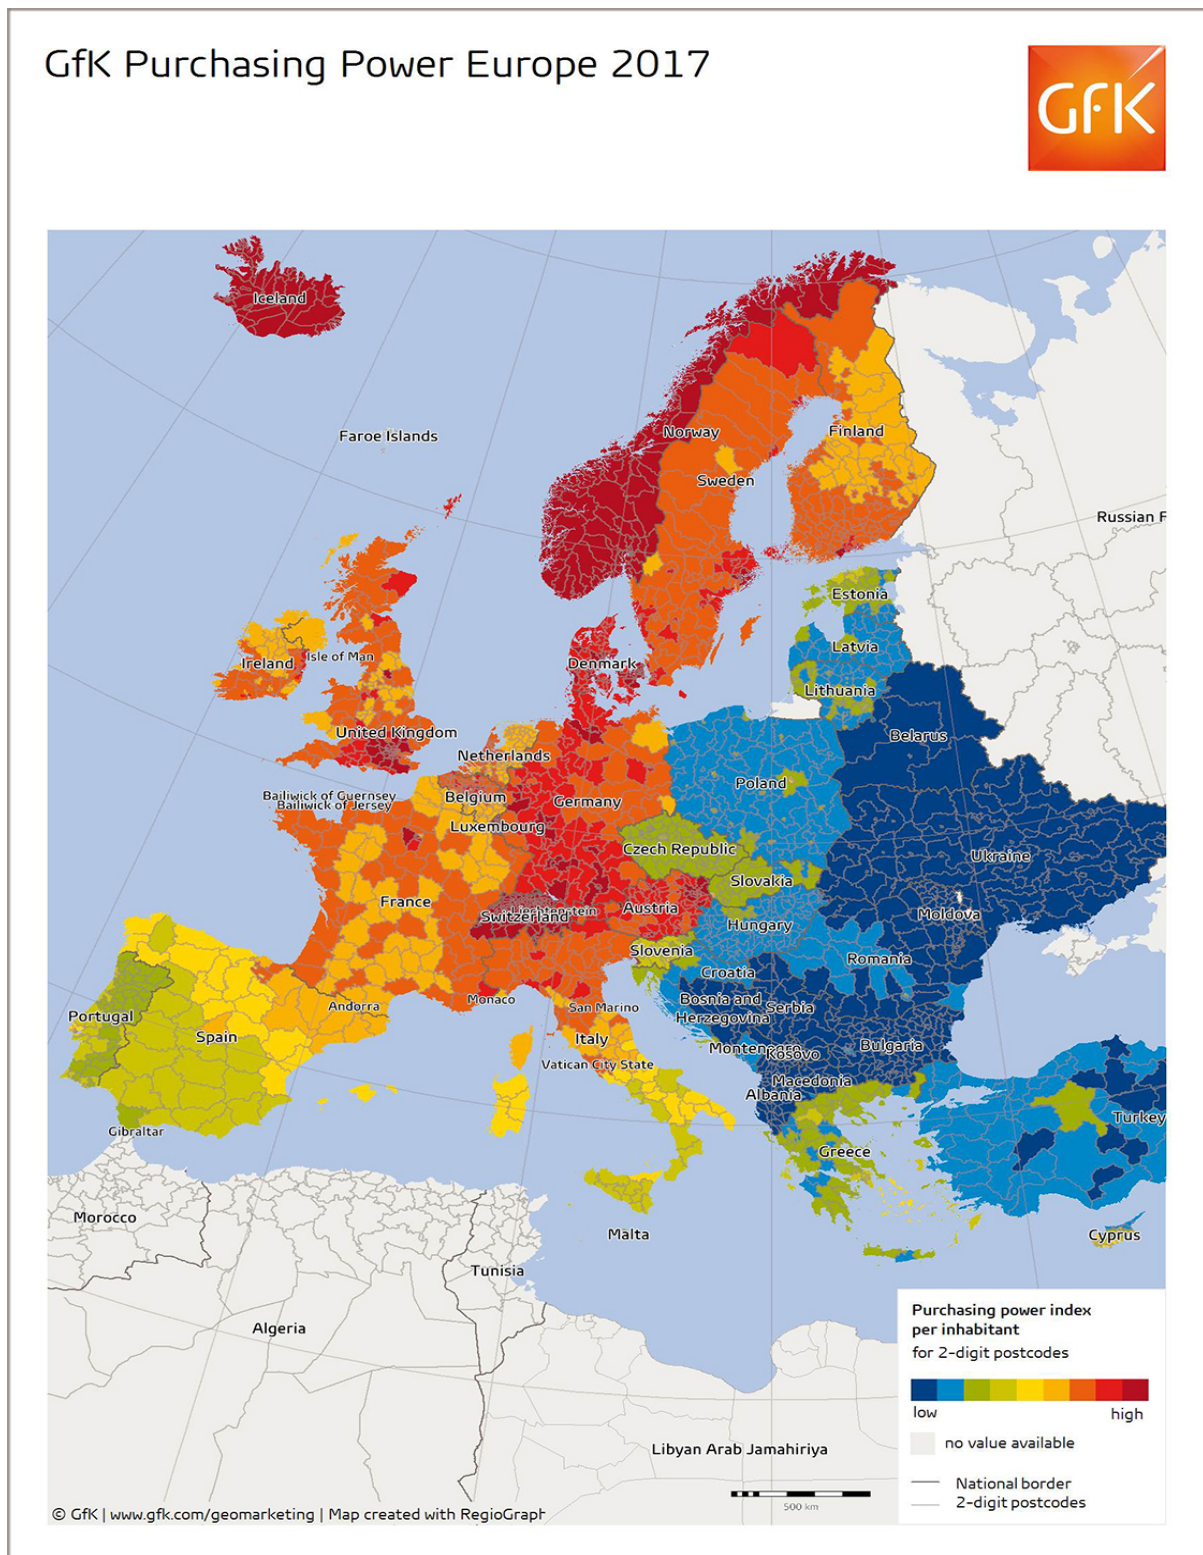 GfK Purchasing Power Europe 2017
GfK
Iceland
Faroe Islands
Norway
Finland
Sweden
Russian F
Estonia
Latvia
Lithuania
Denmark
Ireland
Isle of Man
United Kingdom
Belarus
Netherlands
Poland
Bailiwick of Guernsey
Bailiwick of Jersey
Belgium
Germany
Luxembourg
Czech Republic
Ukraine
Slovakia
France
Switzerland
Austria
Moldova
Hungary
Slovenia
Romania
Croatia
Monaco
Andorra
San Marino
Bosnia and
Herzegovina
Serbia
Portugal
Spain
Italy
Montenegro
Kosovo
Bulgaria
Vatican City State
Macedonia
Albania
Turkey
Gibraltar
Greece
Morocco
Malta
Cyprus
Tunisia
Algeria
Libyan Arab Jamahiriya
Purchasing power index
per inhabitant
for 2-digit postcodes
low
high
no value available
National border
2-digit postcodes
500 km
© GfK | www.gfk.com/geomarketing | Map created with RegioGraph